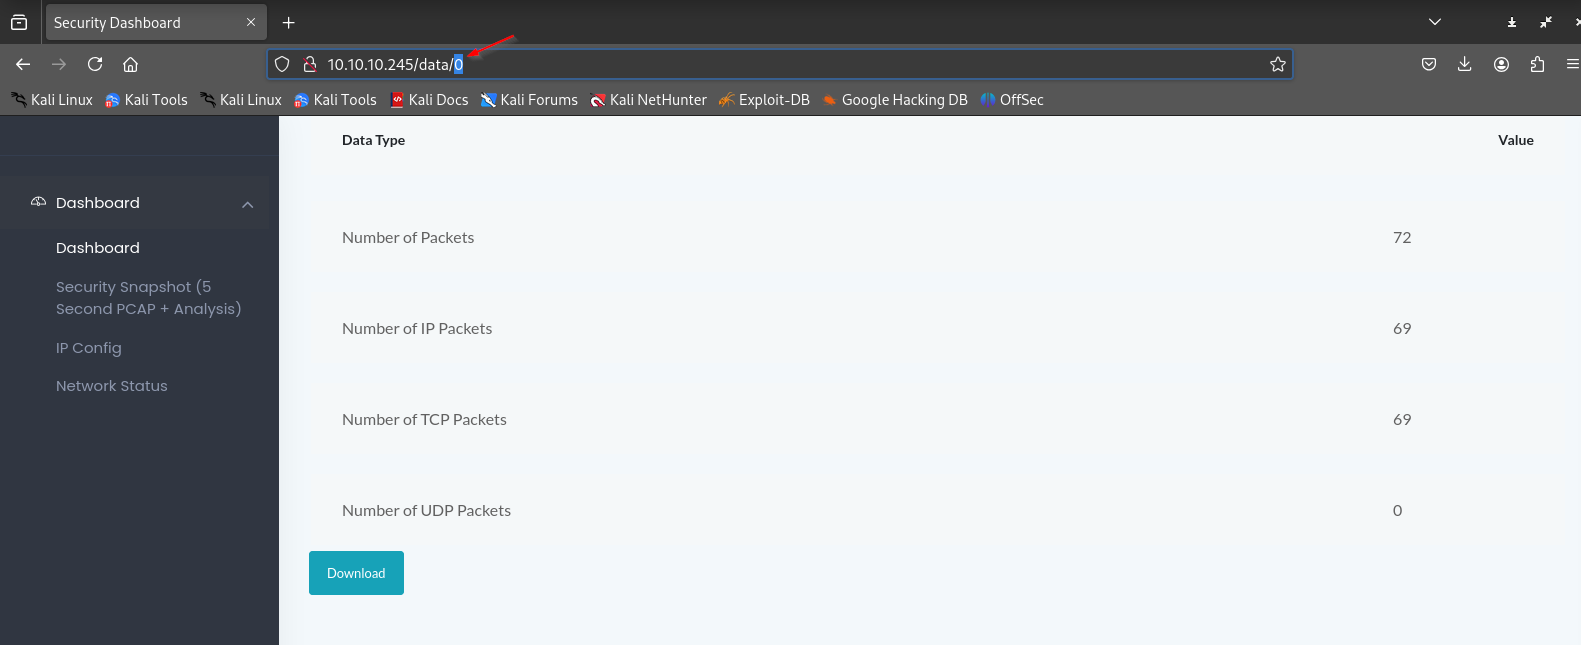 Security Dashboard
10.10.10.245/data/0
Kali Linux Kali Tools Kali Linux Kali Tools Kali Docs Kali Forums Kali NetHunter Exploit-DB Google Hacking DB OffSec
Dashboard
Dashboard
Security Snapshot (5
Second PCAP + Analysis)
IP Config
Network Status
Data Type Value
Number of Packets 72
Number of IP Packets 69
Number of TCP Packets 69
Number of UDP Packets 0
Download